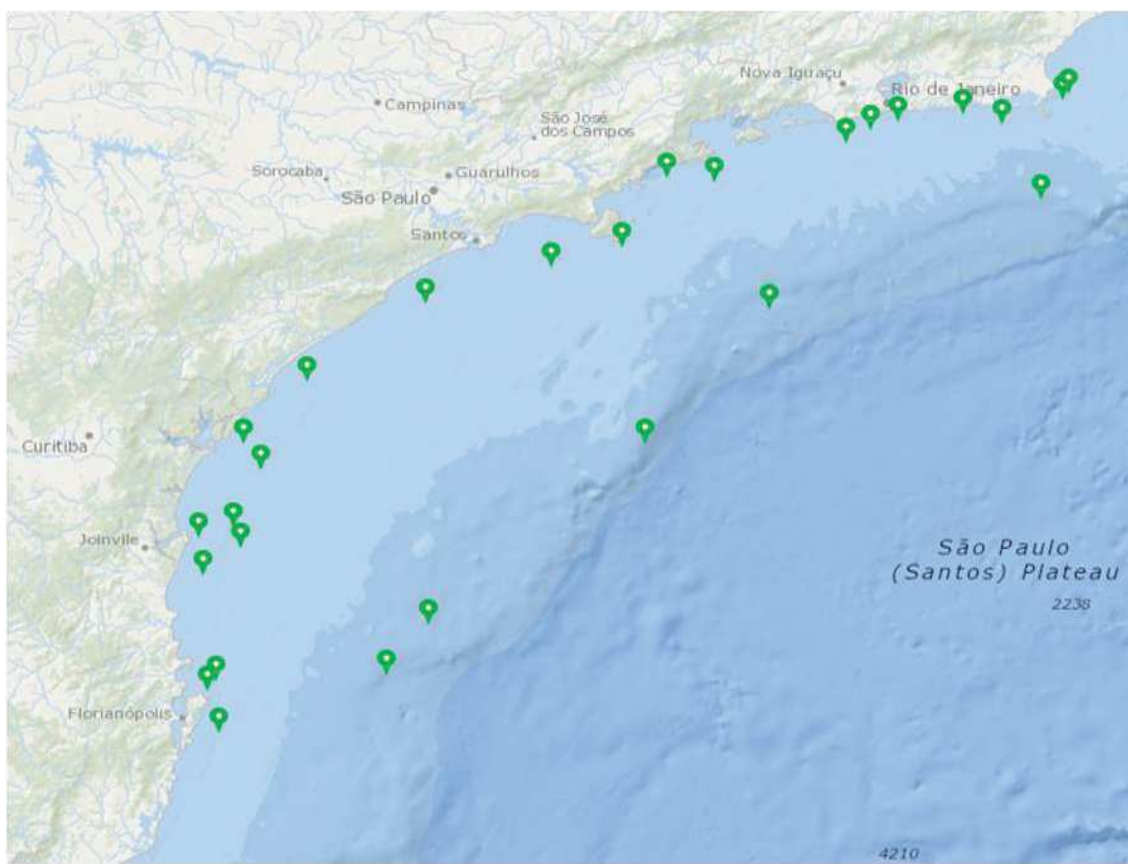 Nova Iguaçu
Rio de Janeiro
Campinas
São José
dos Campos
Sorocaba
Guarulhos
São Paulo
Santos
Curitiba
Joinvile
São Paulo
(Santos) Plateau
2238
Florianópolis
4210